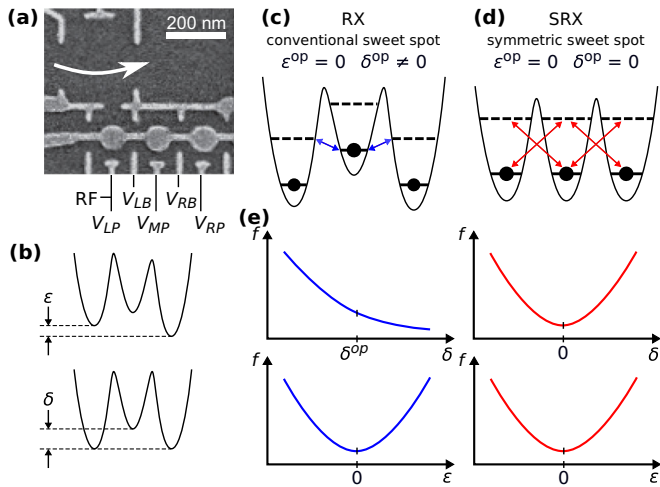 (a)
200 nm
RF
V_LP
V_LB
V_MP
V_RB
V_RP
(b)
ε
δ
(c)
RX
conventional sweet spot
ε^op = 0 δ^op ≠ 0
(d)
SRX
symmetric sweet spot
ε^op = 0 δ^op = 0
(e)
f
δ^op
δ
f
0
δ
f
0
ε
f
0
ε